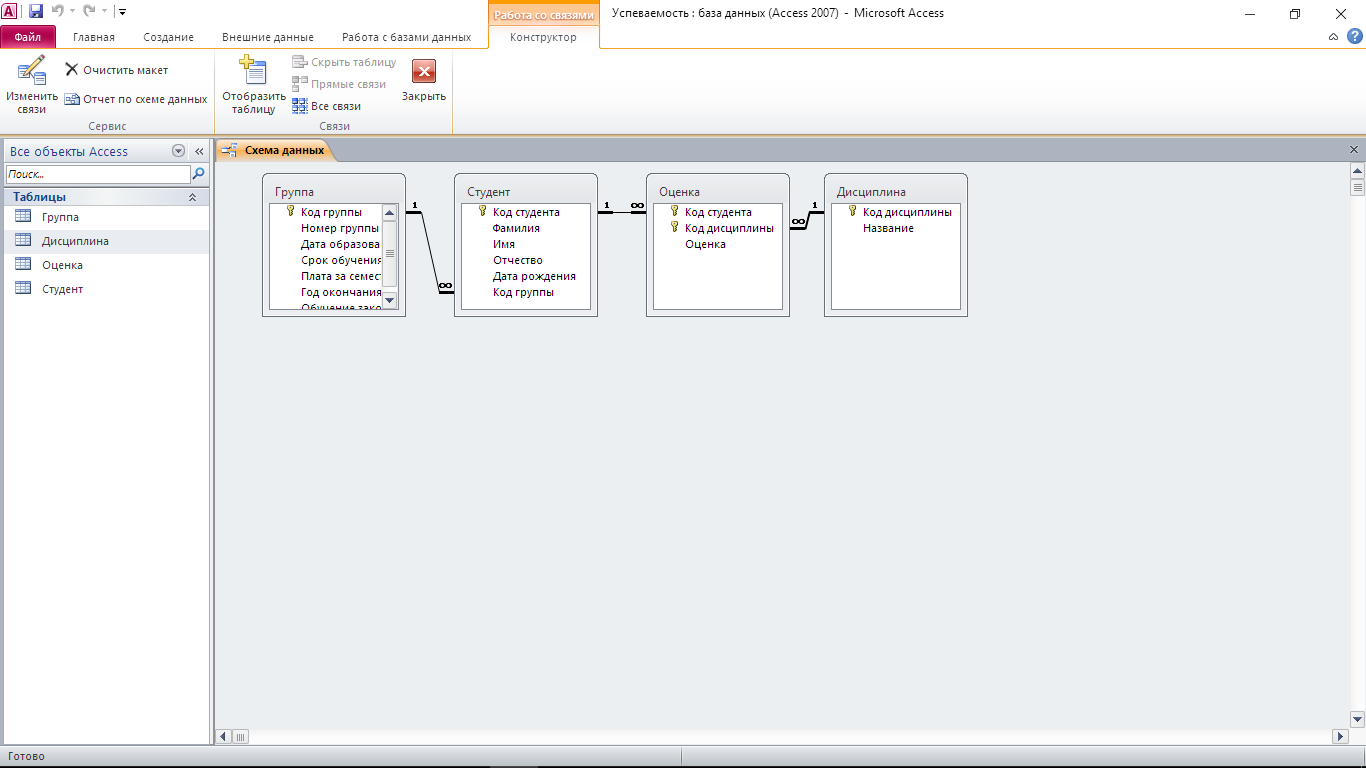 Работа со связями
Успеваемость : база данных (Access 2007) - Microsoft Access
Файл
Главная
Создание
Внешние данные
Работа с базами данных
Конструктор
Изменить связи
Очистить макет
Отчет по схеме данных
Сервис
Отобразить таблицу
Скрыть таблицу
Прямые связи
Все связи
Связи
Закрыть
Все объекты Access
Поиск...
Таблицы
Группа
Дисциплина
Оценка
Студент
Схема данных
Группа
Код группы
Номер группы
Дата образова
Срок обучения
Плата за семест
Год окончания
Обучение зако
1
∞
Студент
Код студента
Фамилия
Имя
Отчество
Дата рождения
Код группы
1
∞
Оценка
Код студента
Код дисциплины
Оценка
∞
1
Дисциплина
Код дисциплины
Название
Готово